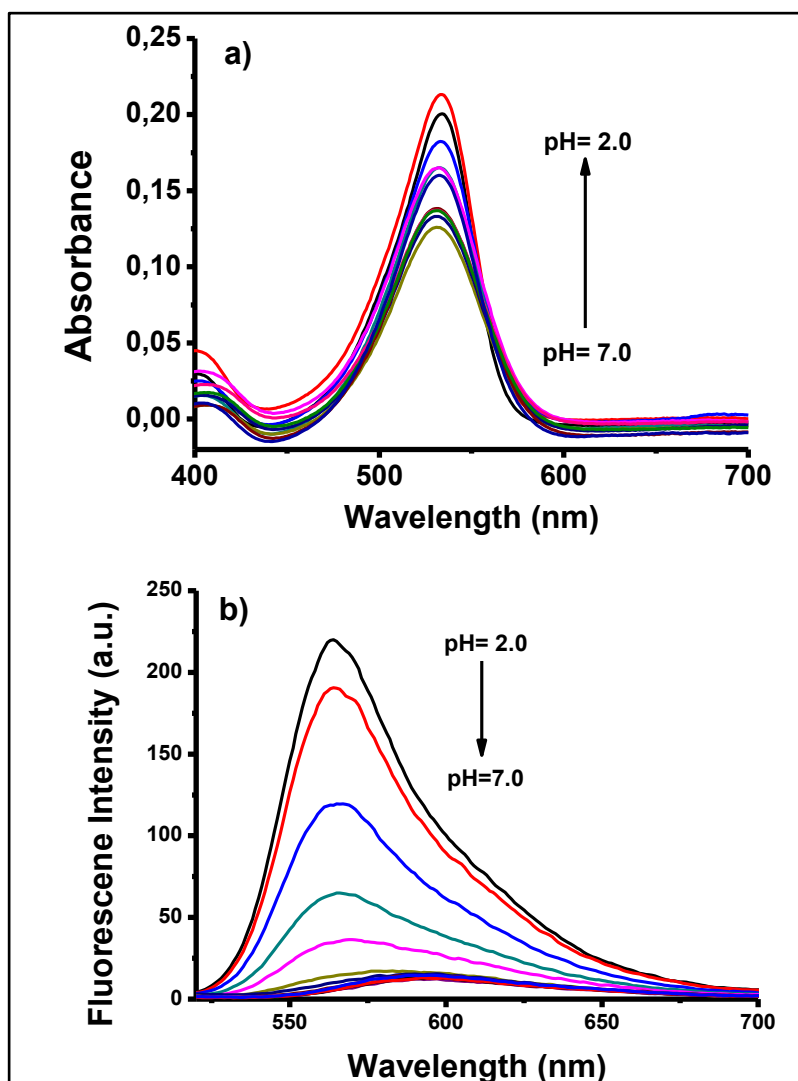 a)
0,25
0,20
0,15
0,10
0,05
0,00
Absorbance
pH= 2.0
pH= 7.0
400
500
600
700
Wavelength (nm)
b)
250
200
150
100
50
0
Fluorescene Intensity (a.u.)
pH= 2.0
pH=7.0
550
600
650
700
Wavelength (nm)